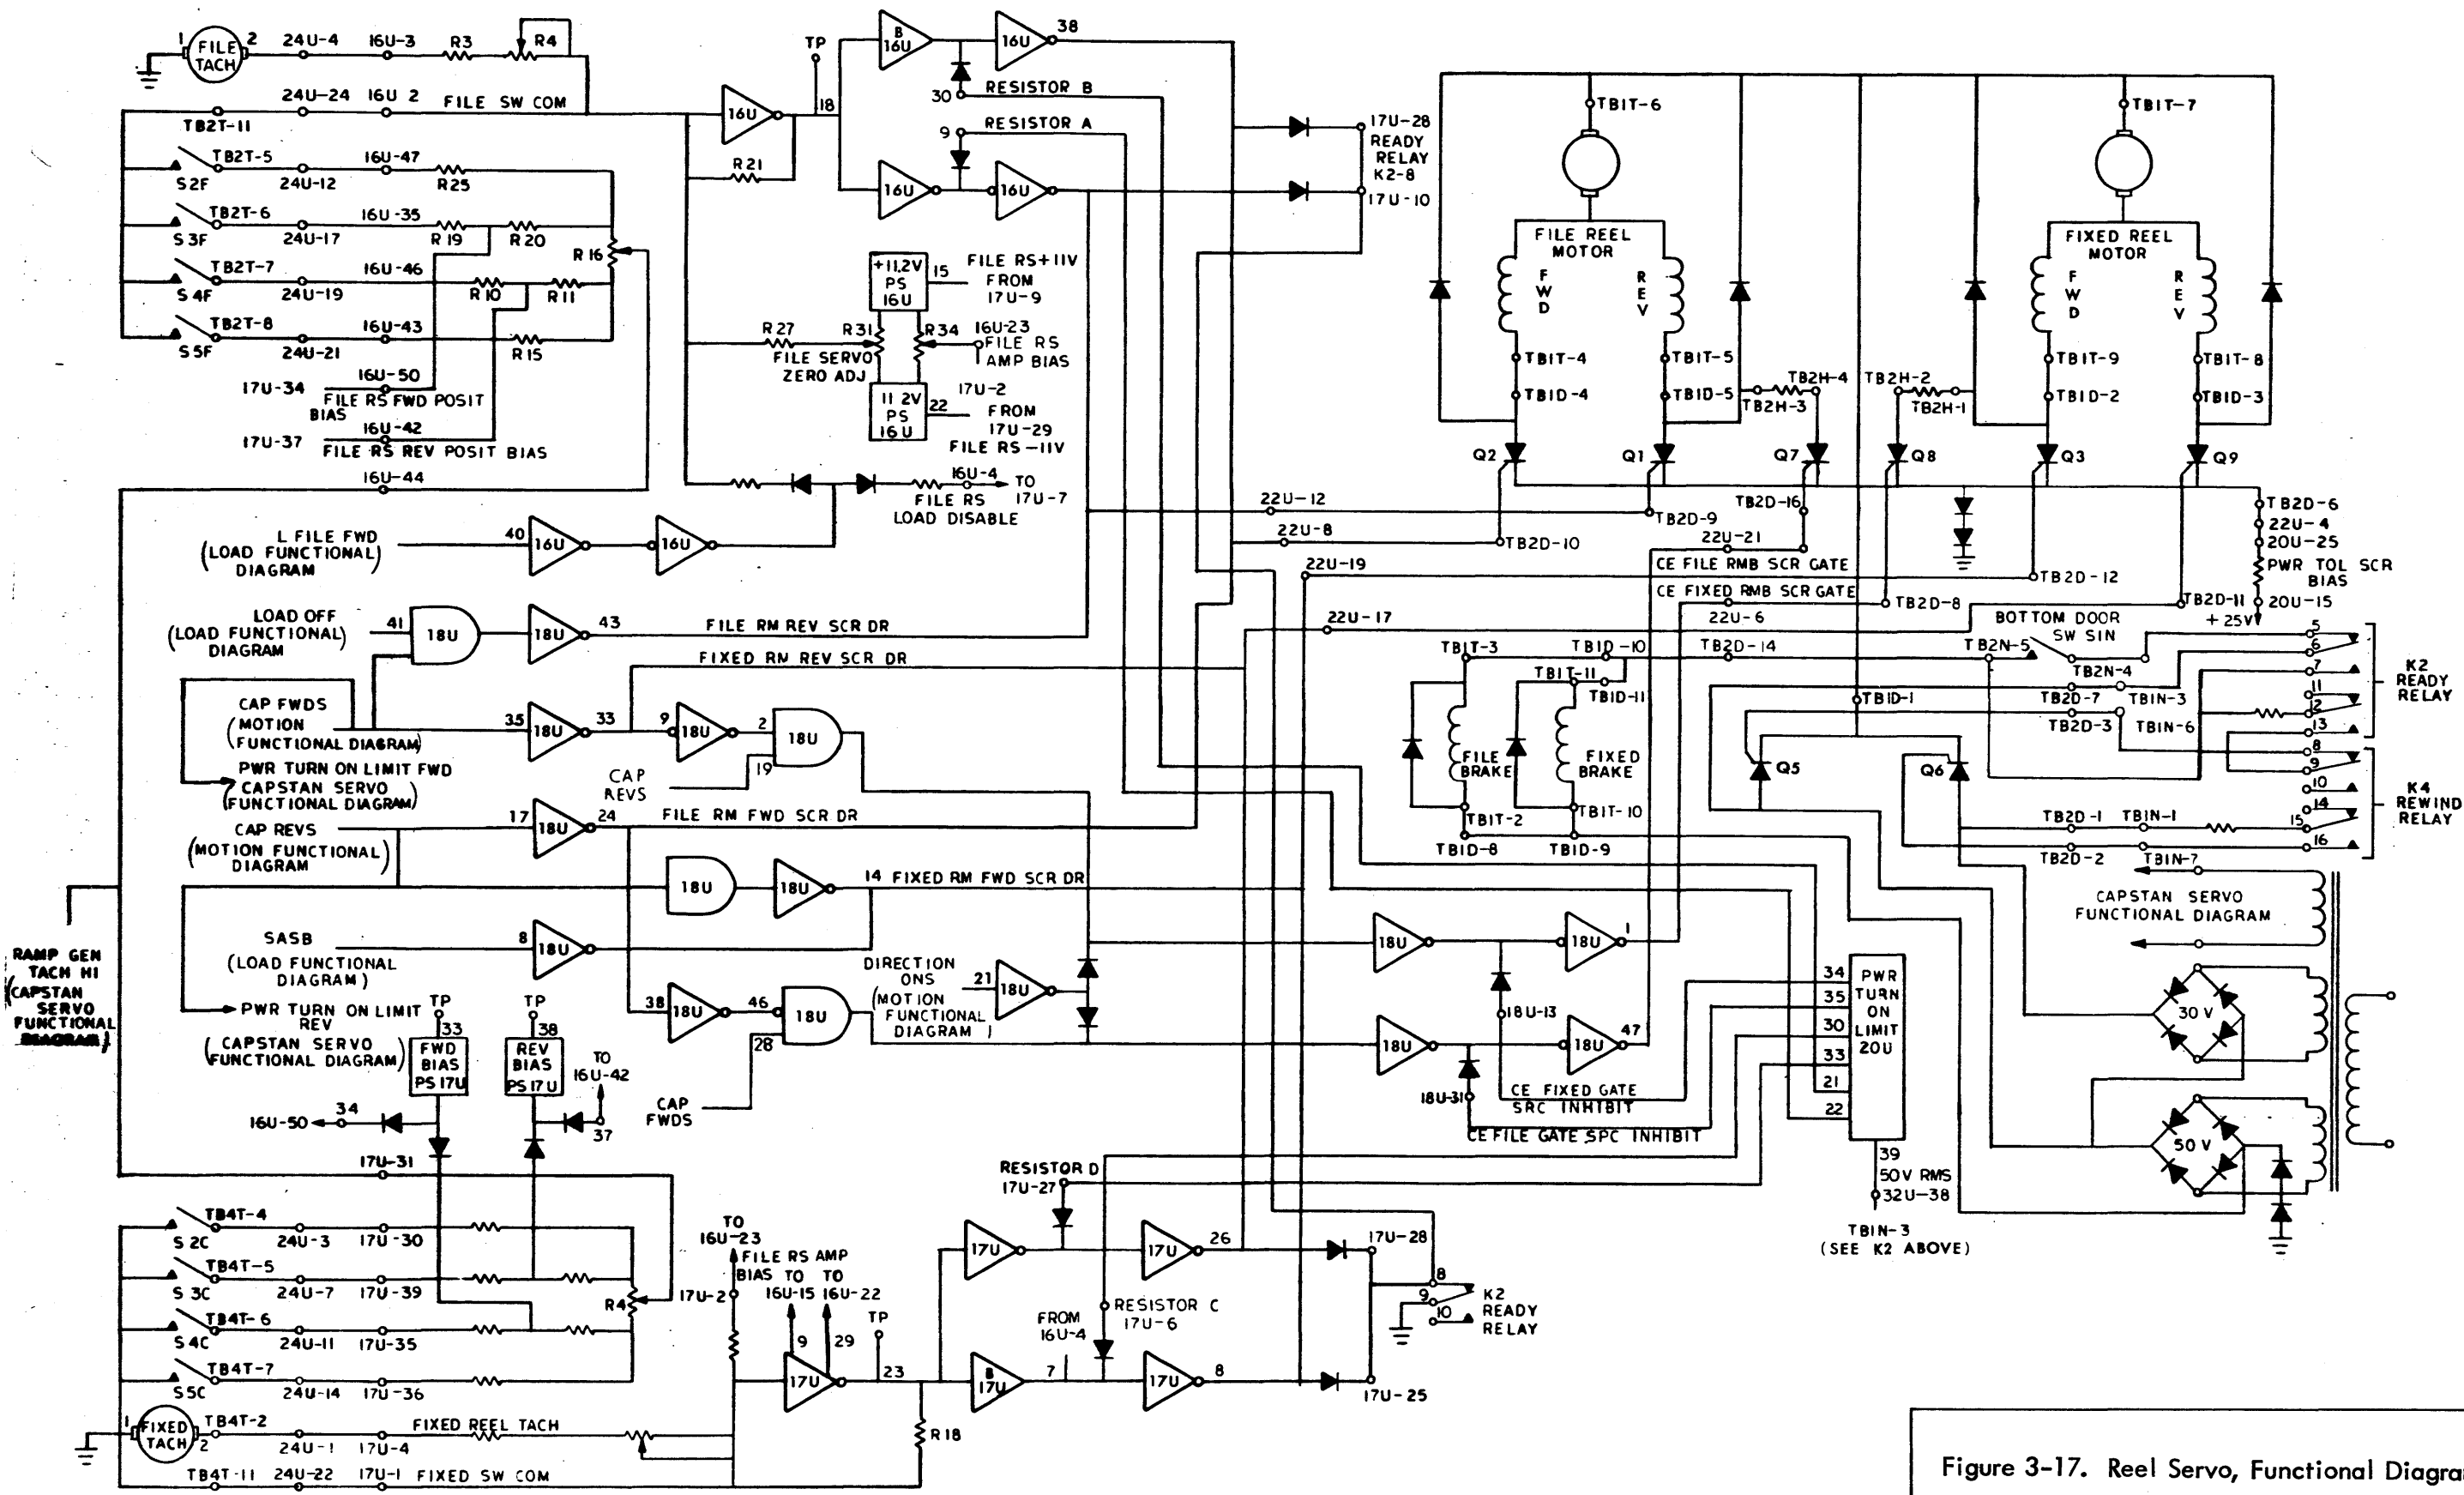 1
FILE
TACH
2
24U-4
16U-3
R3
R4
24U-24
16U 2
FILE SW COM
TB2T-11
TB2T-5
16U-47
S2F
24U-12
R25
TB2T-6
16U-35
S3F
24U-17
R19
R20
R16
TB2T-7
16U-46
S4F
24U-19
R10
R11
TB2T-8
16U-43
S5F
24U-21
R15
17U-34
16U-50
FILE RS FWD POSIT
BIAS
17U-37
16U-42
FILE RS REV POSIT BIAS
16U-44
TP
16U
18
R21
B
16U
16U
38
30
RESISTOR B
9
RESISTOR A
16U
16U
17U-28
READY
RELAY
K2-8
17U-10
+11.2V
PS
16U
15
FILE RS+11V
FROM
17U-9
R27
R31
R34
16U-23
FILE RS
AMP BIAS
FILE SERVO
ZERO ADJ
11 2V
PS
16U
22
17U-2
FROM
17U-29
FILE RS-11V
16U-4
TO
17U-7
FILE RS
LOAD DISABLE
L FILE FWD
(LOAD FUNCTIONAL)
DIAGRAM
40
16U
16U
LOAD OFF
(LOAD FUNCTIONAL)
DIAGRAM
41
18U
18U
43
FILE RM REV SCR DR
FIXED RM REV SCR DR
CAP FWDS
(MOTION
FUNCTIONAL DIAGRAM)
35
18U
33
9
18U
2
18U
19
CAP
REVS
PWR TURN ON LIMIT FWD
(CAPSTAN SERVO
FUNCTIONAL DIAGRAM)
CAP REVS
(MOTION FUNCTIONAL)
DIAGRAM
17
18U
24
FILE RM FWD SCR DR
18U
18U
14
FIXED RM FWD SCR DR
SASB
(LOAD FUNCTIONAL
DIAGRAM)
8
18U
RAMP GEN
TACH HI
(CAPSTAN
SERVO
FUNCTIONAL
DIAGRAM)
PWR TURN ON LIMIT
REV
(CAPSTAN SERVO
FUNCTIONAL DIAGRAM)
TP
33
FWD
BIAS
PS17U
TP
38
REV
BIAS
PS17U
TO
16U-42
16U-50
34
37
38
18U
46
18U
28
CAP
FWDS
DIRECTION
ONS
(MOTION
FUNCTIONAL
DIAGRAM)
21
18U
18U
18U
1
18U-13
18U
18U
47
18U-31
CE FIXED GATE
SRC INHIBIT
CE FILE GATE SPC INHIBIT
34
35
30
33
21
22
PWR
TURN
ON
LIMIT
20U
39
50V RMS
32U-38
TBIN-3
(SEE K2 ABOVE)
TBIT-6
FILE REEL
MOTOR
FWD
REV
TBIT-4
TBIT-5
TBID-4
TBID-5
TB2H-4
TB2H-3
TB2H-2
TB2H-1
TBIT-7
FIXED REEL
MOTOR
FWD
REV
TBIT-9
TBIT-8
TBID-2
TBID-3
Q2
Q1
Q7
Q8
Q3
Q9
22U-12
TB2D-9
TB2D-16
22U-8
TB2D-10
22U-21
CE FILE RMB SCR GATE
22U-19
TB2D-12
CE FIXED RMB SCR GATE
TB2D-8
22U-6
22U-17
TB2D-11
TB2D-6
22U-4
20U-25
PWR TOL SCR
BIAS
20U-15
+25V
BOTTOM DOOR
SW SIN
TBIT-3
TBID-10
TB2D-14
TB2N-5
TB2N-4
TBIT-11
TBID-11
TB2D-7
TBIN-3
TBID-1
TB2D-3
TBIN-6
FILE
BRAKE
FIXED
BRAKE
TBIT-2
TBIT-10
TBID-8
TBID-9
Q5
Q6
5
6
7
11
12
13
K2
READY
RELAY
8
9
10
14
15
16
K4
REWIND
RELAY
TB2D-1
TBIN-1
TB2D-2
TBIN-7
CAPSTAN SERVO
FUNCTIONAL DIAGRAM
30 V
50 V
17U-31
TB4T-4
S2C
24U-3
17U-30
TB4T-5
S3C
24U-7
17U-39
R4
TB4T-6
S4C
24U-11
17U-35
TB4T-7
S5C
24U-14
17U-36
1
FIXED
TACH
2
TB4T-2
24U-1
17U-4
FIXED REEL TACH
TB4T-11
24U-22
17U-1
FIXED SW COM
TO
16U-23
FILE RS AMP
BIAS
17U-2
TO
16U-15
TO
16U-22
9
29
17U
TP
23
R18
RESISTOR D
17U-27
17U
17U
26
17U-28
RESISTOR C
17U-6
FROM
16U-4
B
17U
7
17U
8
17U-25
8
9
10
K2
READY
RELAY
Figure 3-17. Reel Servo, Functional Diagra